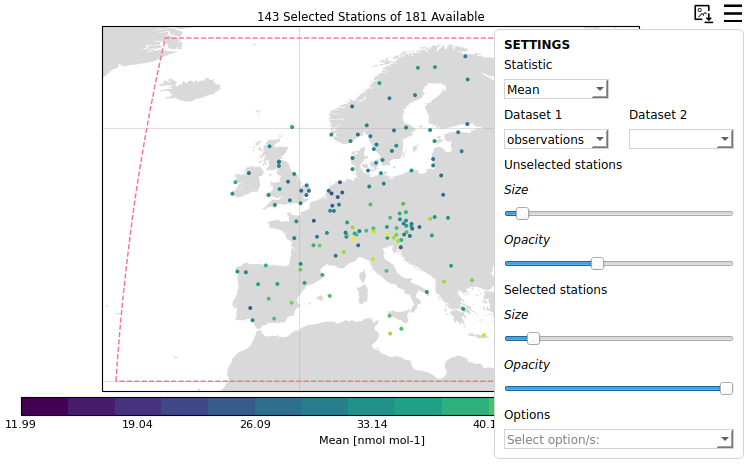 143 Selected Stations of 181 Available
SETTINGS
Statistic
Mean
Dataset 1
Dataset 2
observations
Unselected stations
Size
Opacity
Selected stations
Size
Opacity
Options
Select option/s:
11.99
19.04
26.09
33.14
40.1
Mean [nmol mol-1]